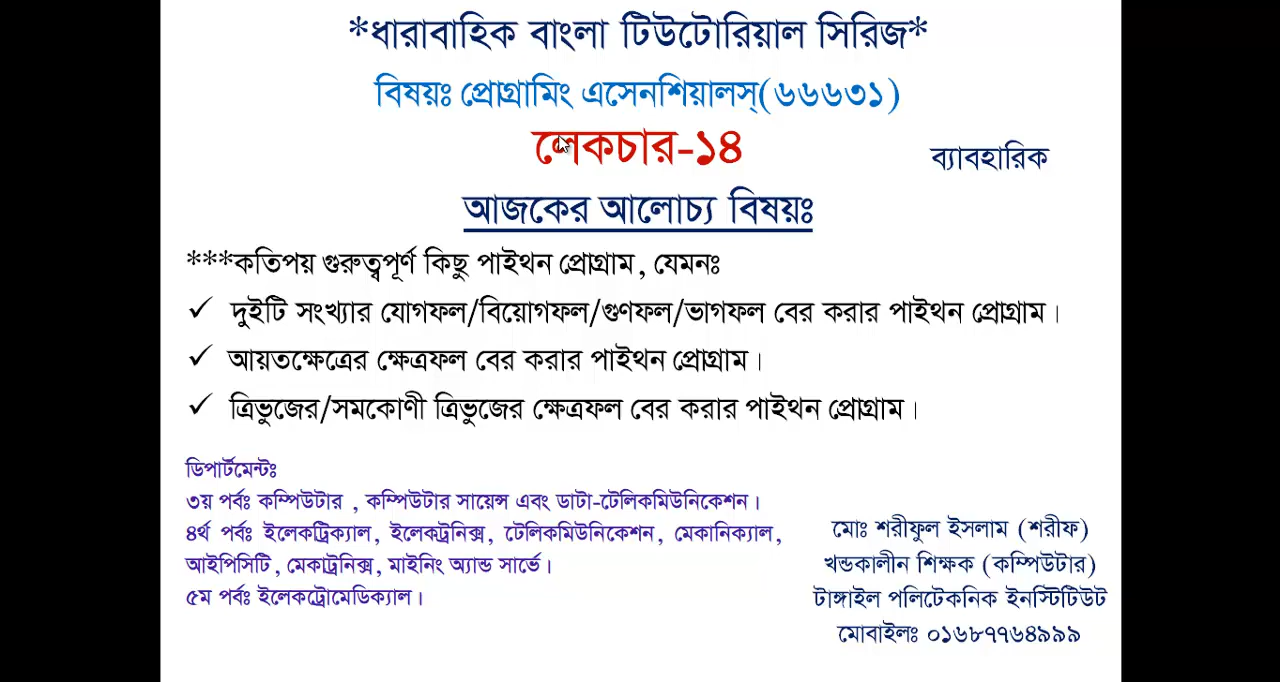 *ধারাবাহিক বাংলা টিউটোরিয়াল সিরিজ*
বিষয়ঃ প্রোগ্রামিং এসেনশিয়ালস্(৬৬৬৩১)
লেকচার-১৪
ব্যাবহারিক
আজকের আলোচ্য বিষয়ঃ
***কতিপয় গুরুত্বপূর্ণ কিছু পাইথন প্রোগ্রাম, যেমনঃ
✓ দুইটি সংখ্যার যোগফল/বিয়োগফল/গুণফল/ভাগফল বের করার পাইথন প্রোগ্রাম।
✓ আয়তক্ষেত্রের ক্ষেত্রফল বের করার পাইথন প্রোগ্রাম।
✓ ত্রিভুজের/সমকোণী ত্রিভুজের ক্ষেত্রফল বের করার পাইথন প্রোগ্রাম।
ডিপার্টমেন্টঃ
৩য় পর্বঃ কম্পিউটার , কম্পিউটার সায়েন্স এবং ডাটা-টেলিকমিউনিকেশন।
৪র্থ পর্বঃ ইলেকট্রিক্যাল, ইলেকট্রনিক্স, টেলিকমিউনিকেশন, মেকানিক্যাল,
আইপিসিটি, মেকাট্রনিক্স, মাইনিং অ্যান্ড সার্ভে।
৫ম পর্বঃ ইলেকট্রোমেডিক্যাল।
মোঃ শরীফুল ইসলাম (শরীফ)
খন্ডকালীন শিক্ষক (কম্পিউটার)
টাঙ্গাইল পলিটেকনিক ইনস্টিটিউট
মোবাইলঃ ০১৬৮৭৭৬৪৯৯৯